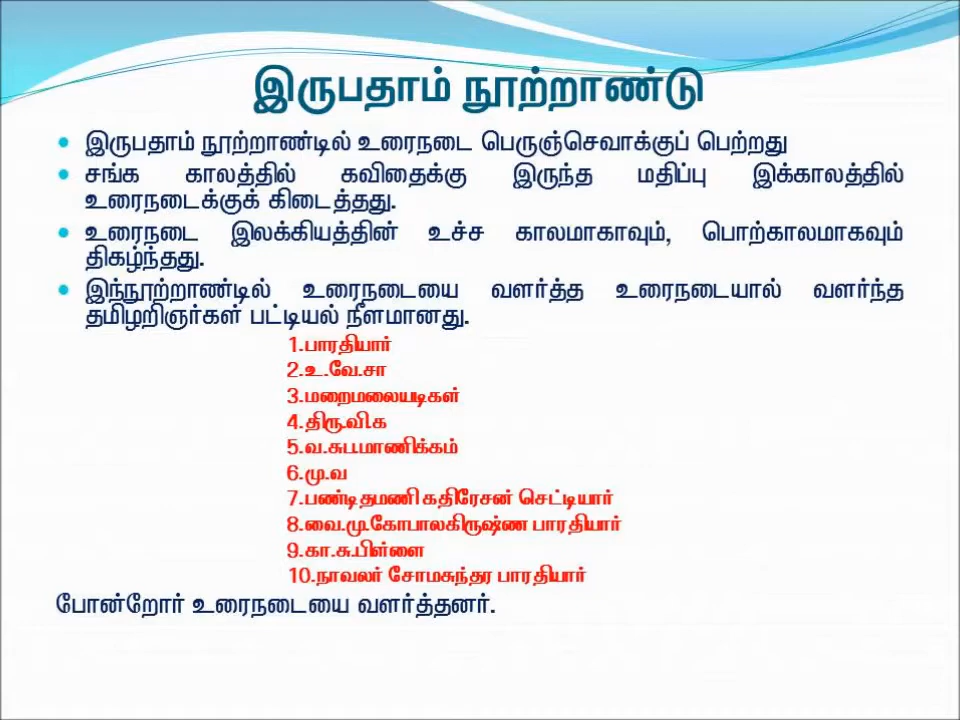 இருபதாம் நூற்றாண்டு
இருபதாம் நூற்றாண்டில் உரைநடை பெருஞ்செவாக்குப் பெற்றது
சங்க காலத்தில் கவிதைக்கு இருந்த மதிப்பு இக்காலத்தில்
உரைநடைக்குக் கிடைத்தது.
உரைநடை இலக்கியத்தின் உச்ச காலமாகாவும், பொற்காலமாகவும்
திகழ்ந்தது.
இந்நூற்றாண்டில் உரைநடையை வளர்த்த உரைநடையால் வளர்ந்த
தமிழறிஞர்கள் பட்டியல் நீளமானது.
1.பாரதியார்
2.உ.வே.சா
3.மறைமலையடிகள்
4.திரு.வி.க
5.வ.சுப.மாணிக்கம்
6.மு.வ
7.பண்டிதமணி கதிரேசன் செட்டியார்
8.வை.மு.கோபாலகிருஷ்ண பாரதியார்
9.கா.சு.பிள்ளை
10.நாவலர் சோமசுந்தர பாரதியார்
போன்றோர் உரைநடையை வளர்த்தனர்.